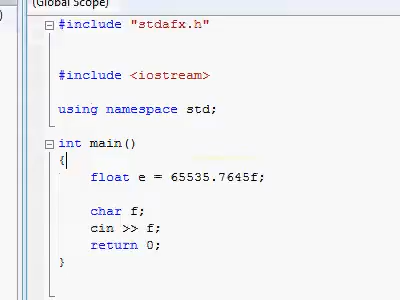 (Global Scope)
#include "stdafx.h"
#include <iostream>
using namespace std;
int main()
{
float e = 65535.7645f;
char f;
cin >> f;
return 0;
}